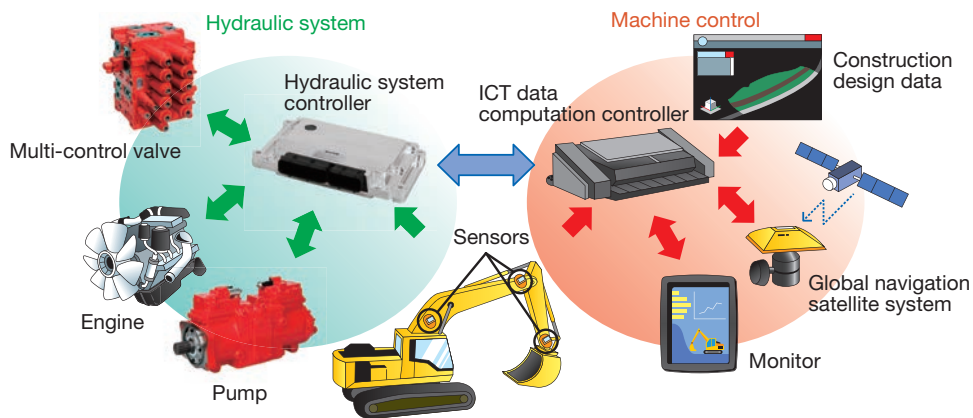 Hydraulic system
Machine control
Hydraulic system
controller
ICT data
computation controller
Construction
design data
Multi-control valve
Sensors
Engine
Pump
Global navigation
satellite system
Monitor